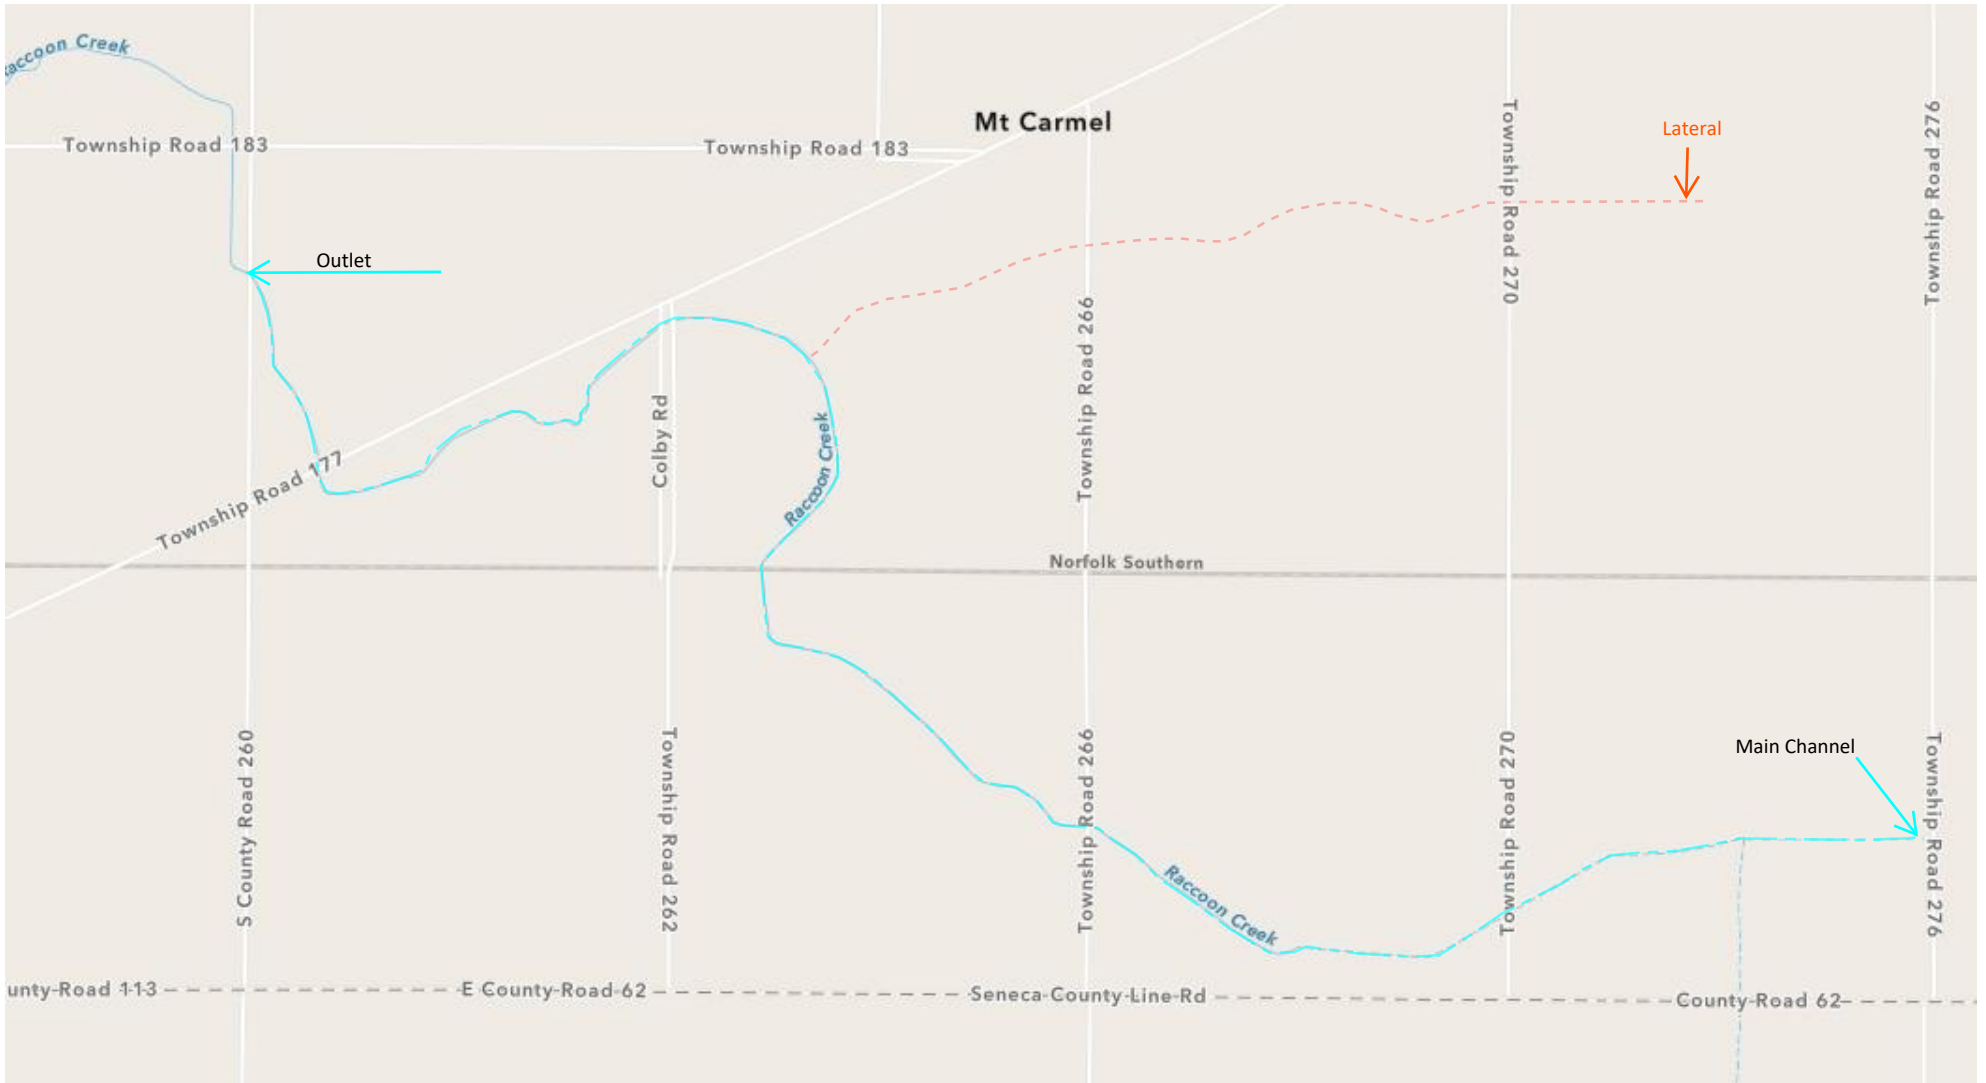 Raccoon Creek
Mt Carmel
Township Road 183
Township Road 183
Township Road 270
Lateral
Township Road 276
Outlet
Township Road 266
Colby Rd
Raccoon Creek
Township Road 177
Norfolk Southern
S County Road 260
Township Road 262
Township Road 266
Township Road 270
Main Channel
Township Road 276
Raccoon Creek
unty Road 113
E County Road 62
Seneca County Line Rd
County Road 62